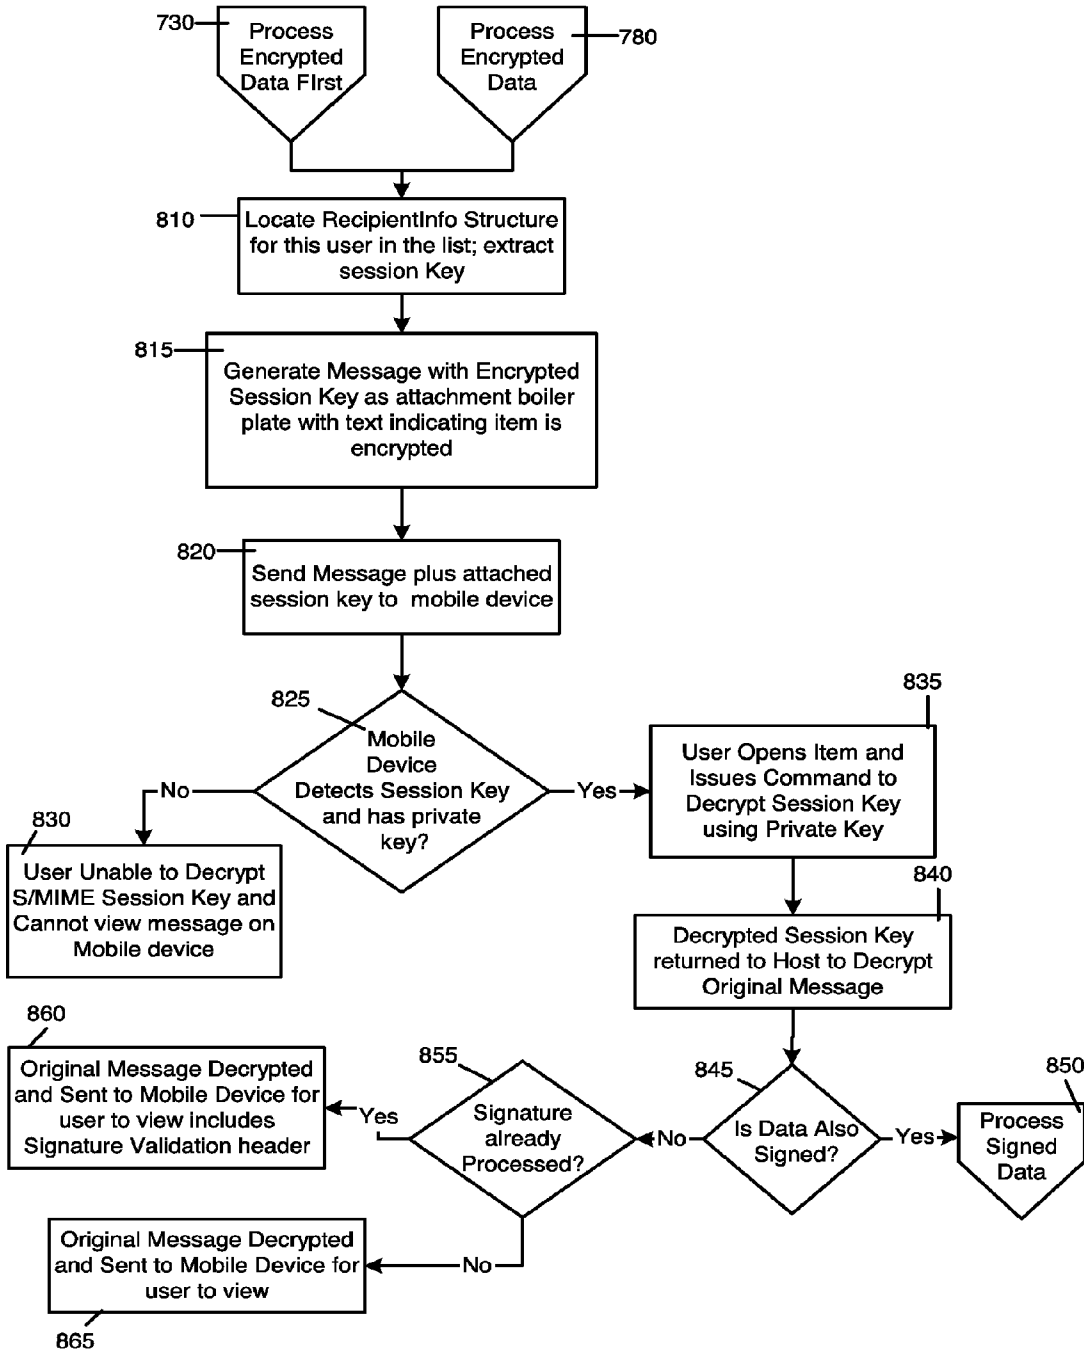 730
Process
Encrypted
Data FIrst
Process
Encrypted
Data
780
810
Locate RecipientInfo Structure
for this user in the list; extract
session Key
815
Generate Message with Encrypted
Session Key as attachment boiler
plate with text indicating item is
encrypted
820
Send Message plus attached
session key to mobile device
825
Mobile
Device
Detects Session Key
and has private
key?
No
Yes
830
User Unable to Decrypt
S/MIME Session Key and
Cannot view message on
Mobile device
835
User Opens Item and
Issues Command to
Decrypt Session Key
using Private Key
840
Decrypted Session Key
returned to Host to Decrypt
Original Message
845
Is Data Also
Signed?
Yes
850
Process
Signed
Data
No
855
Signature
already
Processed?
Yes
860
Original Message Decrypted
and Sent to Mobile Device for
user to view includes
Signature Validation header
No
Original Message Decrypted
and Sent to Mobile Device for
user to view
865